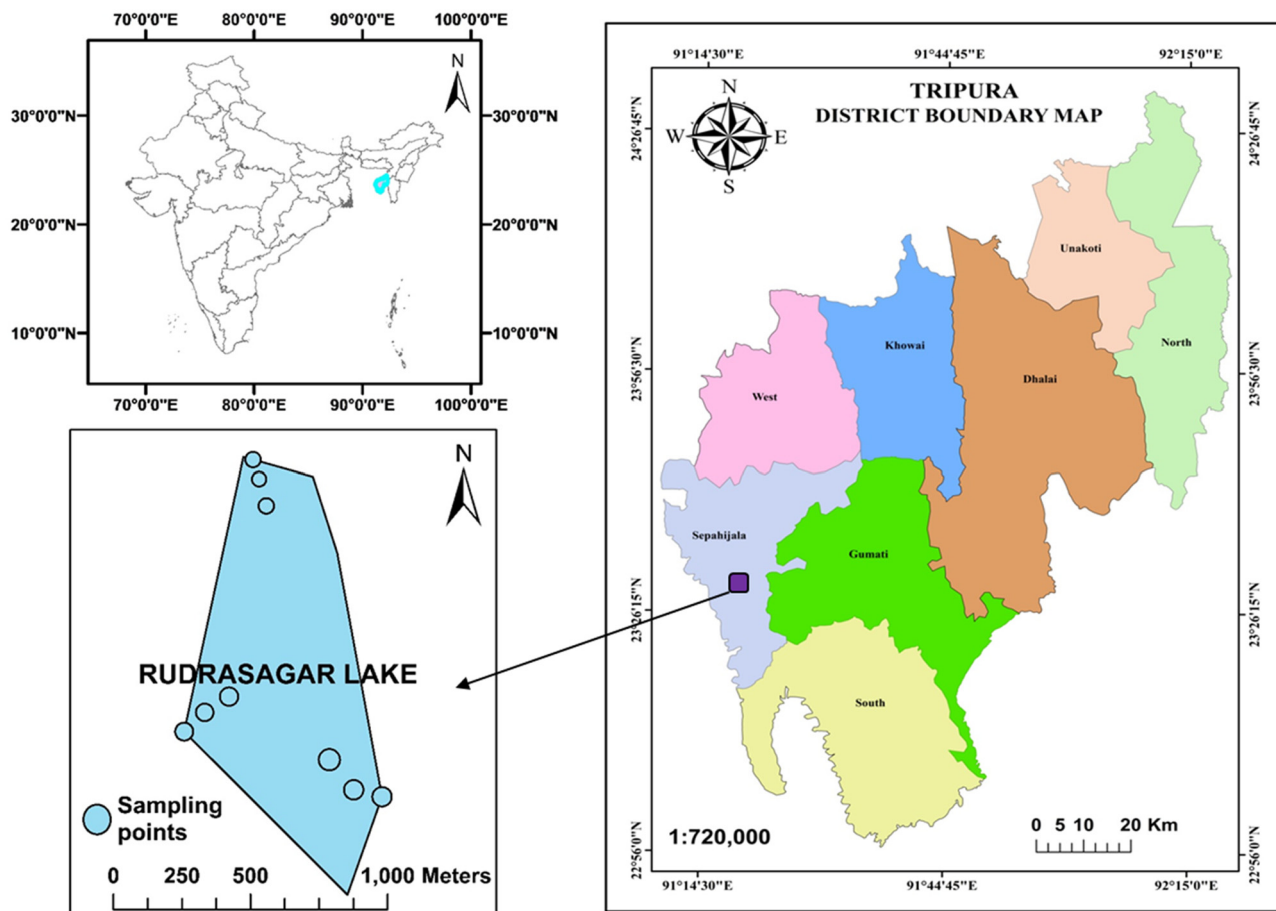 70°0'0"E 80°0'0"E 90°0'0"E 100°0'0"E
N
30°0'0"N 30°0'0"N
20°0'0"N 20°0'0"N
10°0'0"N 10°0'0"N
70°0'0"E 80°0'0"E 90°0'0"E 100°0'0"E
N
RUDRASAGAR LAKE
Sampling
points
0 250 500 1,000 Meters
91°14'30"E 91°44'45"E 92°15'0"E
TRIPURA
DISTRICT BOUNDARY MAP
N
W E
S
24°26'45"N 24°26'45"N
Unakoti
North
Khowai
Dhalai
West
23°56'30"N 23°56'30"N
Sepahijala
Gumati
23°26'15"N 23°26'15"N
South
1:720,000
0 5 10 20 Km
22°56'0"N 22°56'0"N
91°14'30"E 91°44'45"E 92°15'0"E